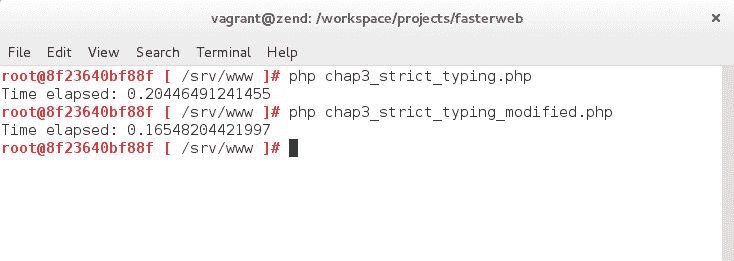 vagrant@zend: /workspace/projects/fasterweb ×
File Edit View Search Terminal Help
root@8f23640bf88f [ /srv/www ]# php chap3_strict_typing.php
Time elapsed: 0.20446491241455
root@8f23640bf88f [ /srv/www ]# php chap3_strict_typing_modified.php
Time elapsed: 0.16548204421997
root@8f23640bf88f [ /srv/www ]#